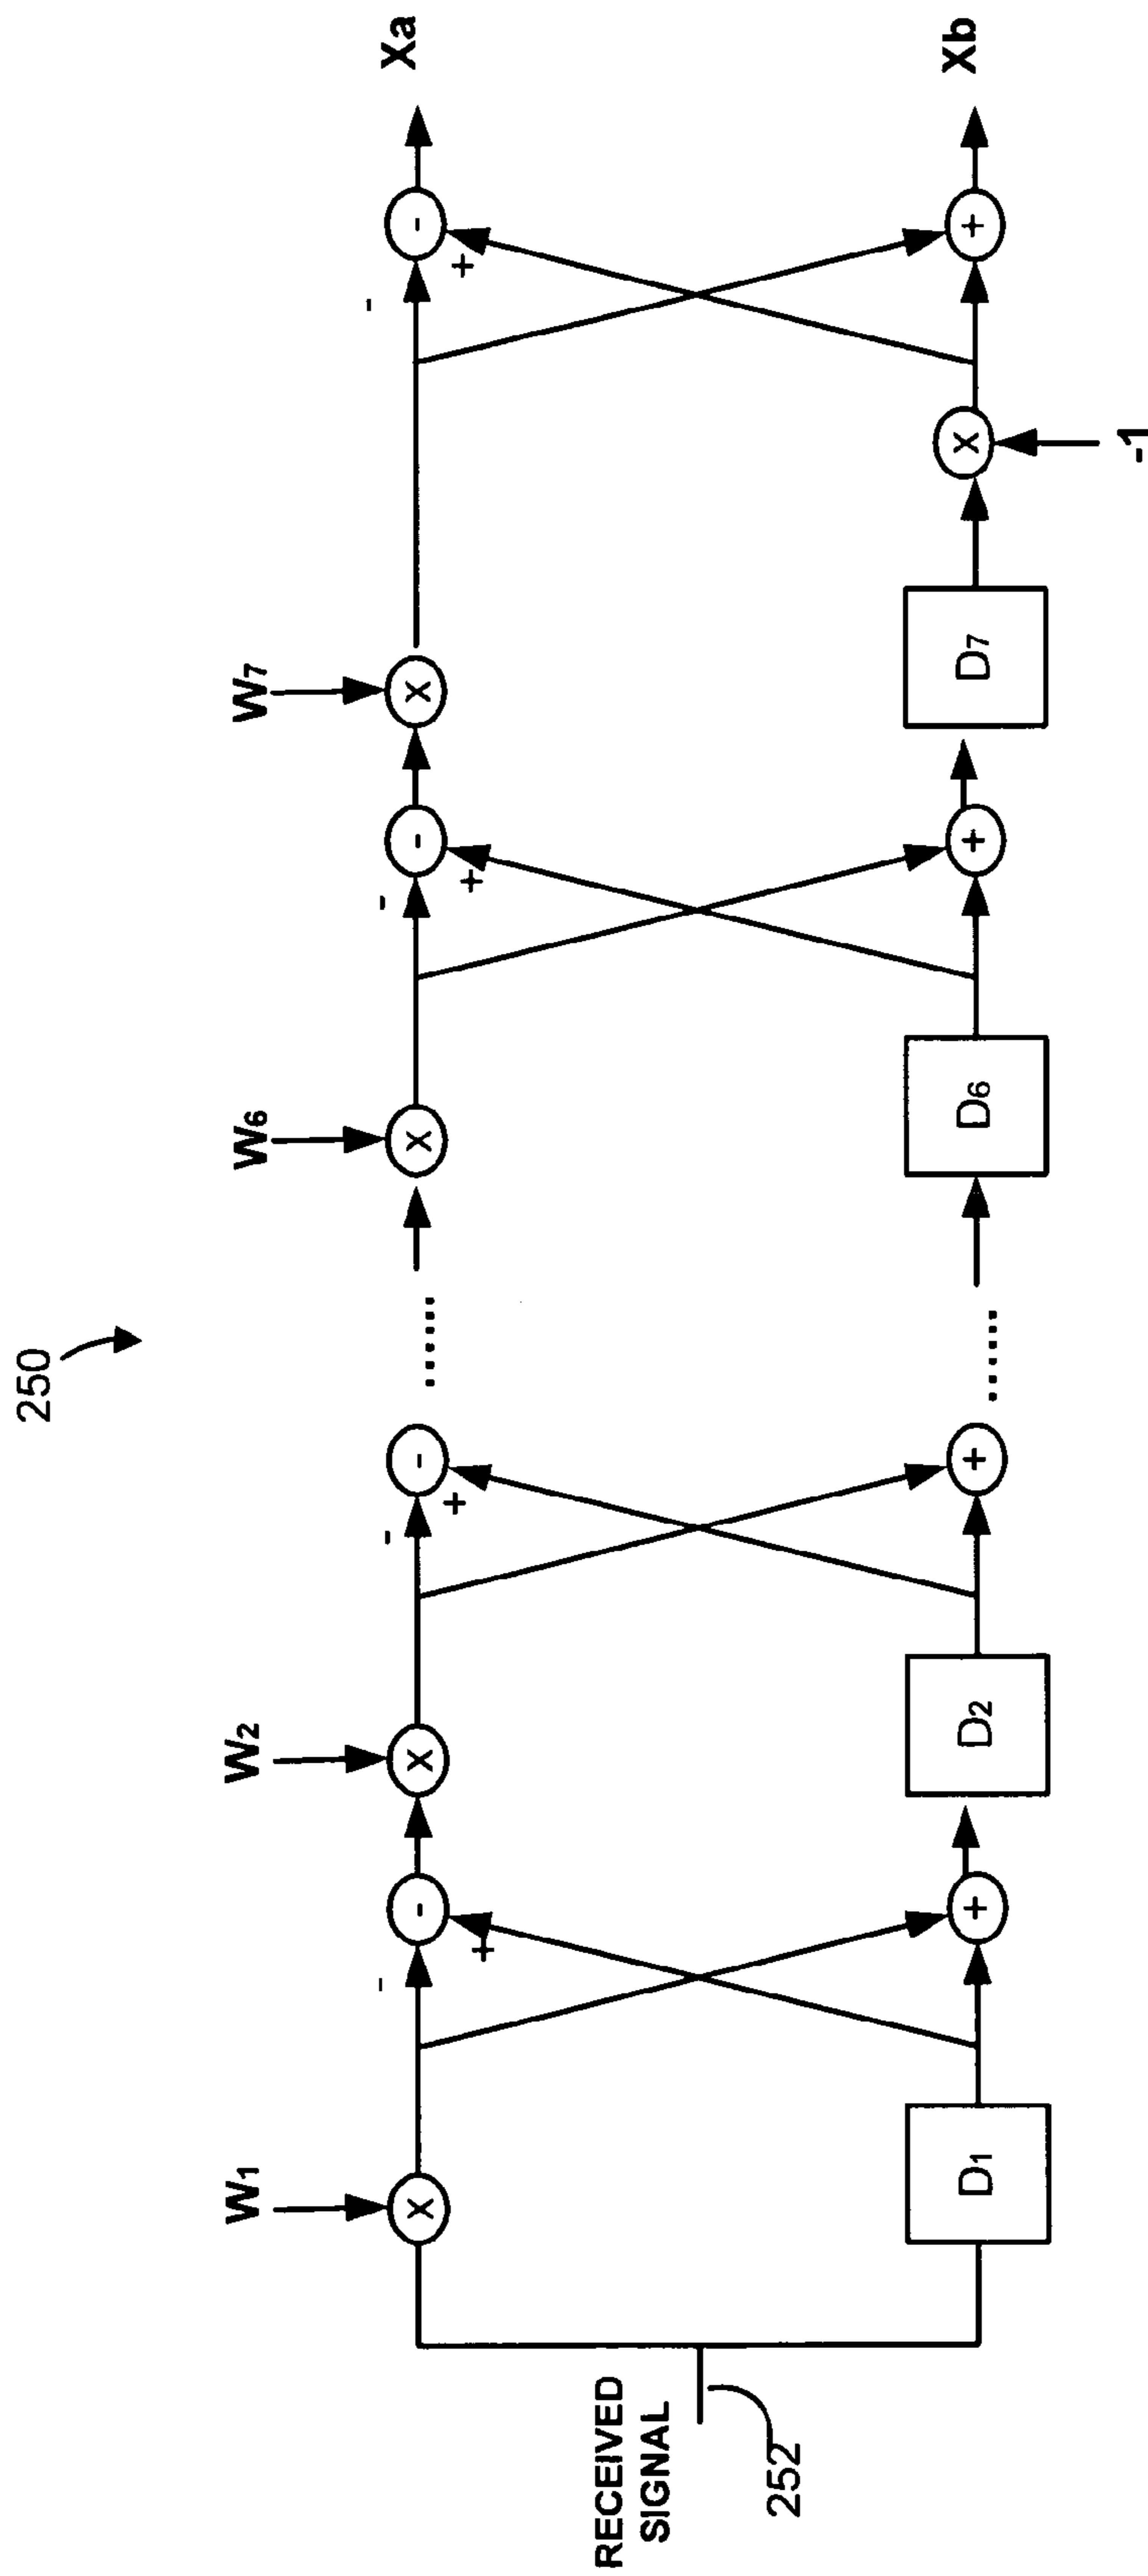 250
W1
W2
W6
W7
X
-
X
-
......
X
-
X
-
Xa
-
+
-
+
-
+
-
+
RECEIVED
SIGNAL
252
D1
+
D2
+
......
D6
+
D7
X
+
Xb
-1